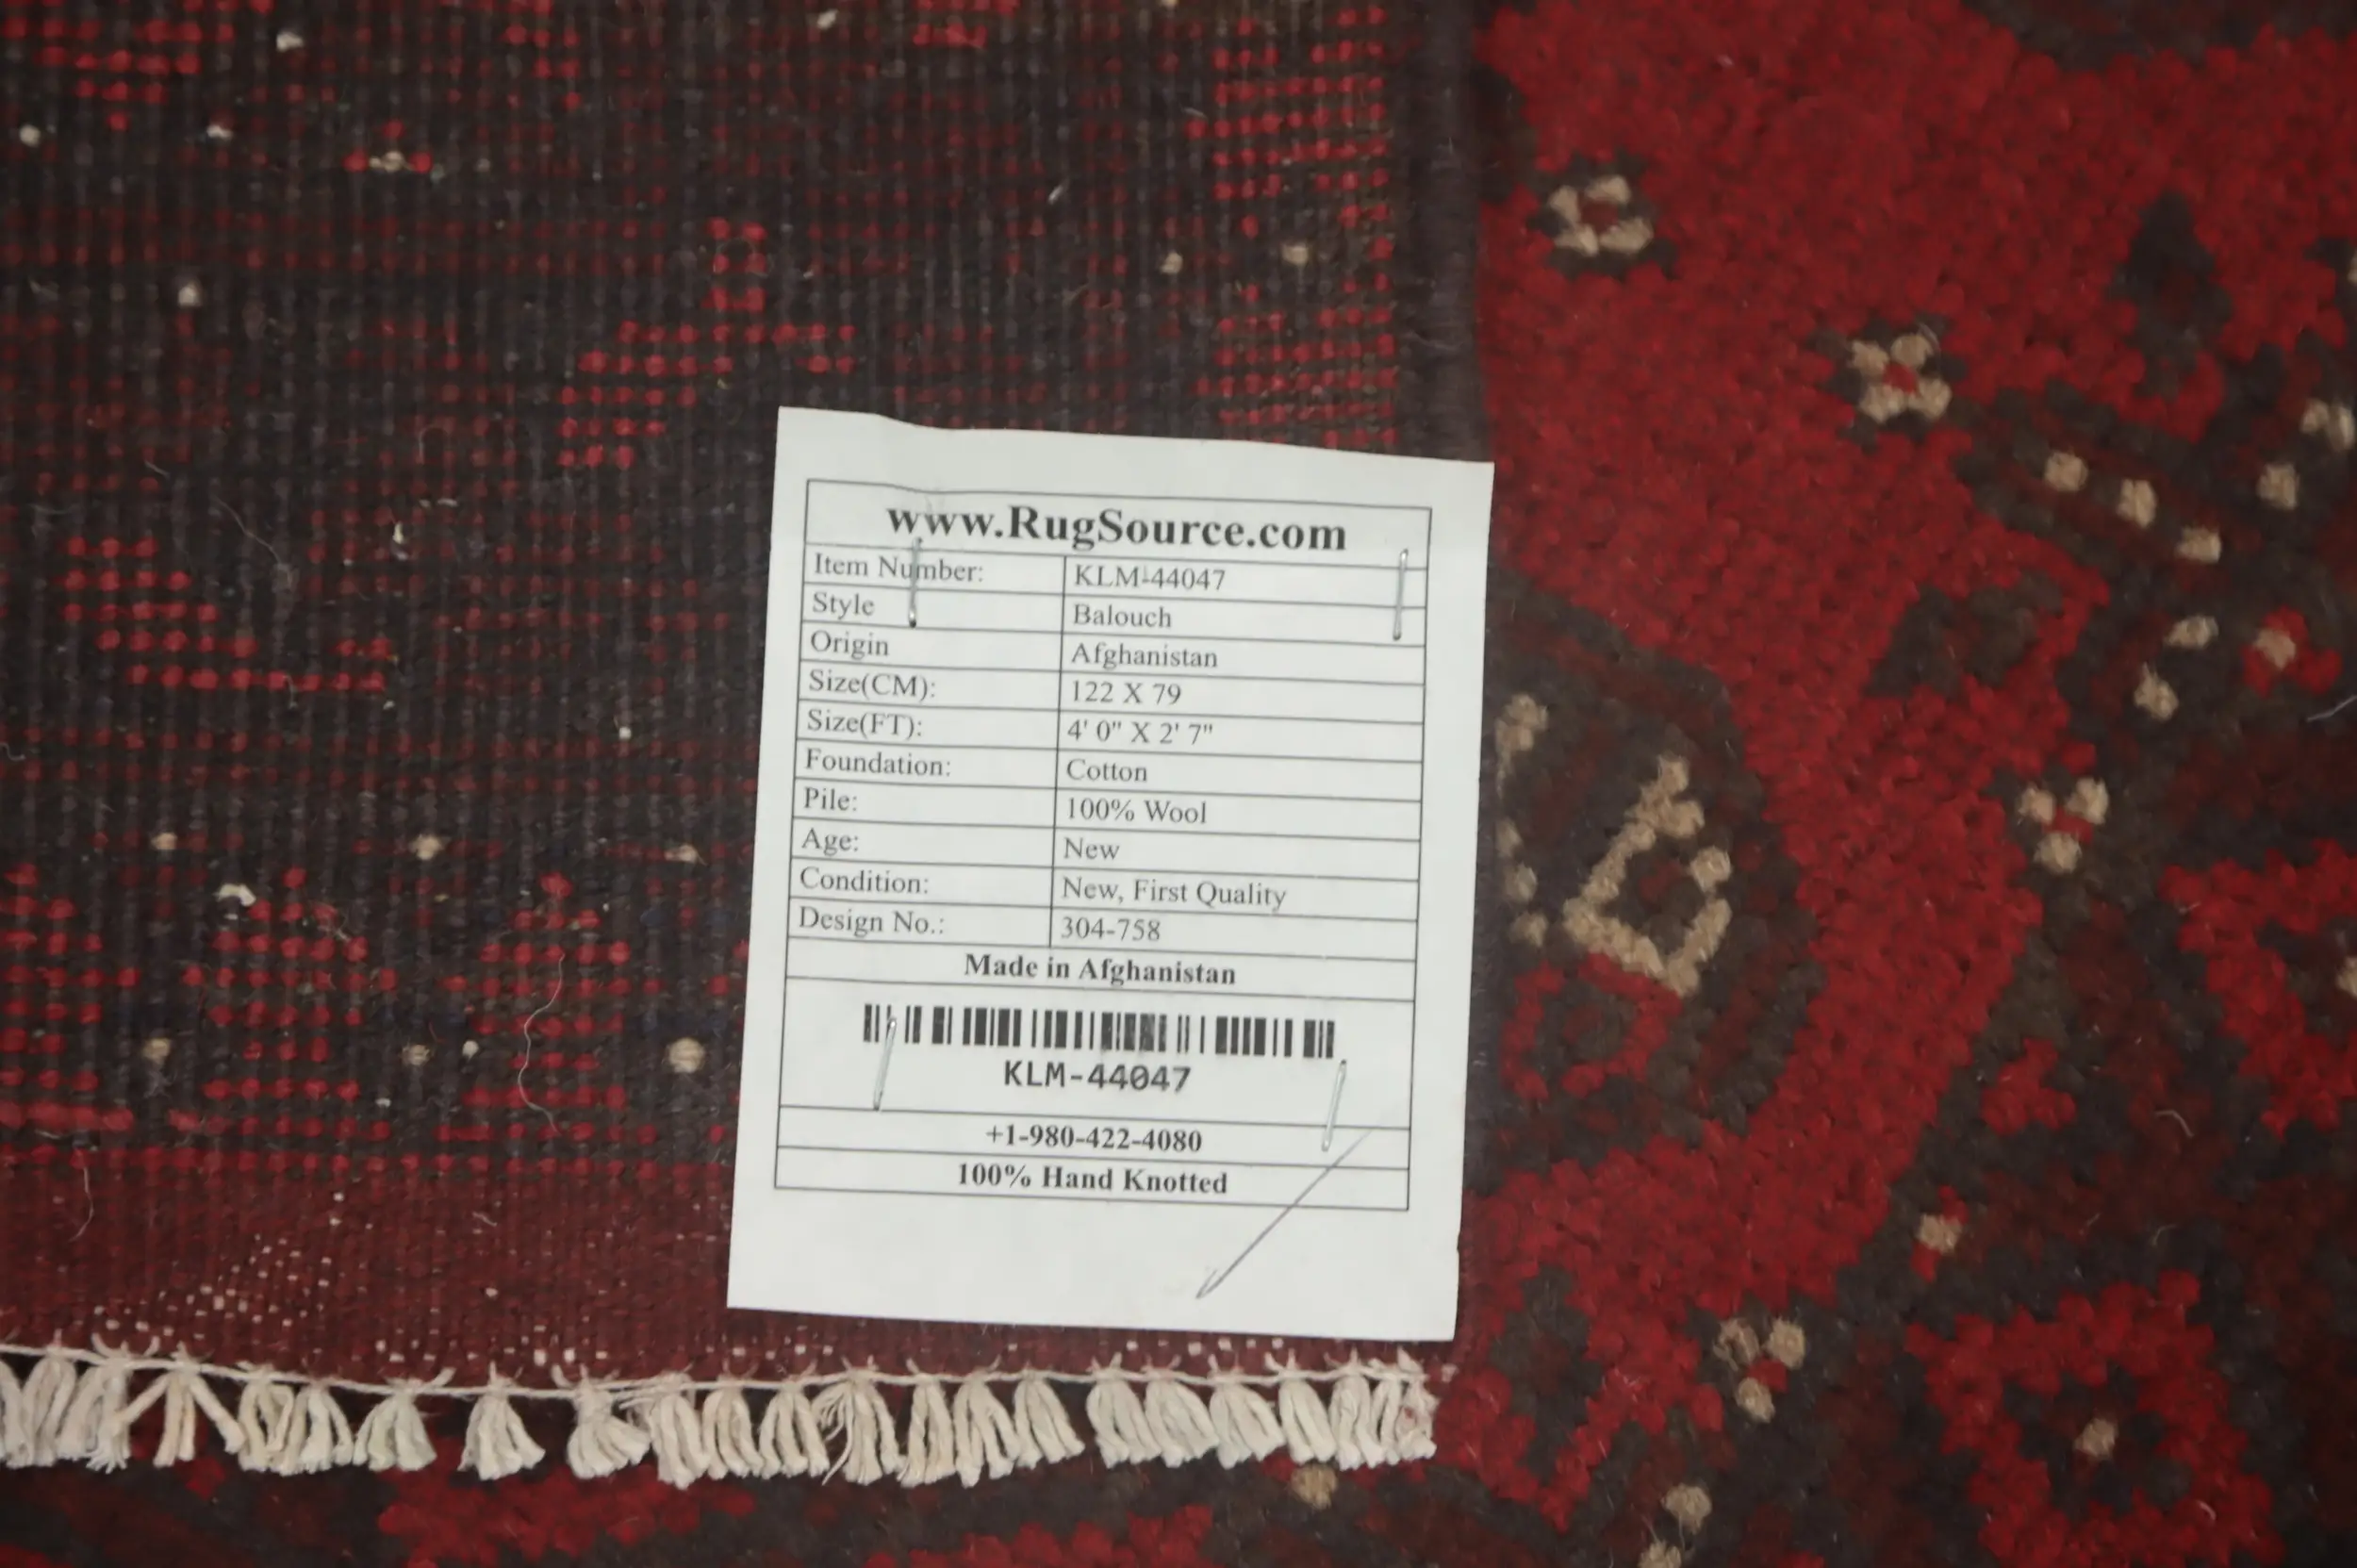 www.RugSource.com
Item Number: KLM-44047
Style Balouch
Origin Afghanistan
Size(CM): 122 X 79
Size(FT): 4' 0" X 2' 7"
Foundation: Cotton
Pile: 100% Wool
Age: New
Condition: New, First Quality
Design No.: 304-758
Made in Afghanistan
KLM-44047
+1-980-422-4080
100% Hand Knotted